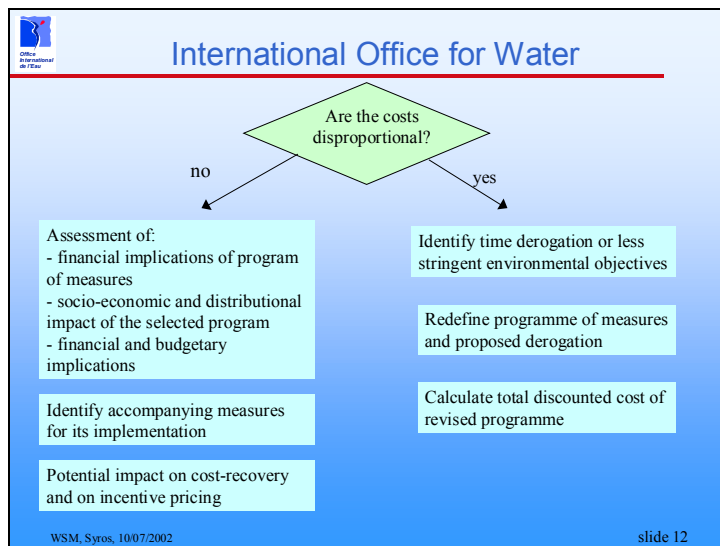 Office
International
de l'Eau
International Office for Water
Are the costs
disproportional?
no
yes
Assessment of:
- financial implications of program
of measures
- socio-economic and distributional
impact of the selected program
- financial and budgetary
implications
Identify accompanying measures
for its implementation
Potential impact on cost-recovery
and on incentive pricing
Identify time derogation or less
stringent environmental objectives
Redefine programme of measures
and proposed derogation
Calculate total discounted cost of
revised programme
WSM, Syros, 10/07/2002
slide 12